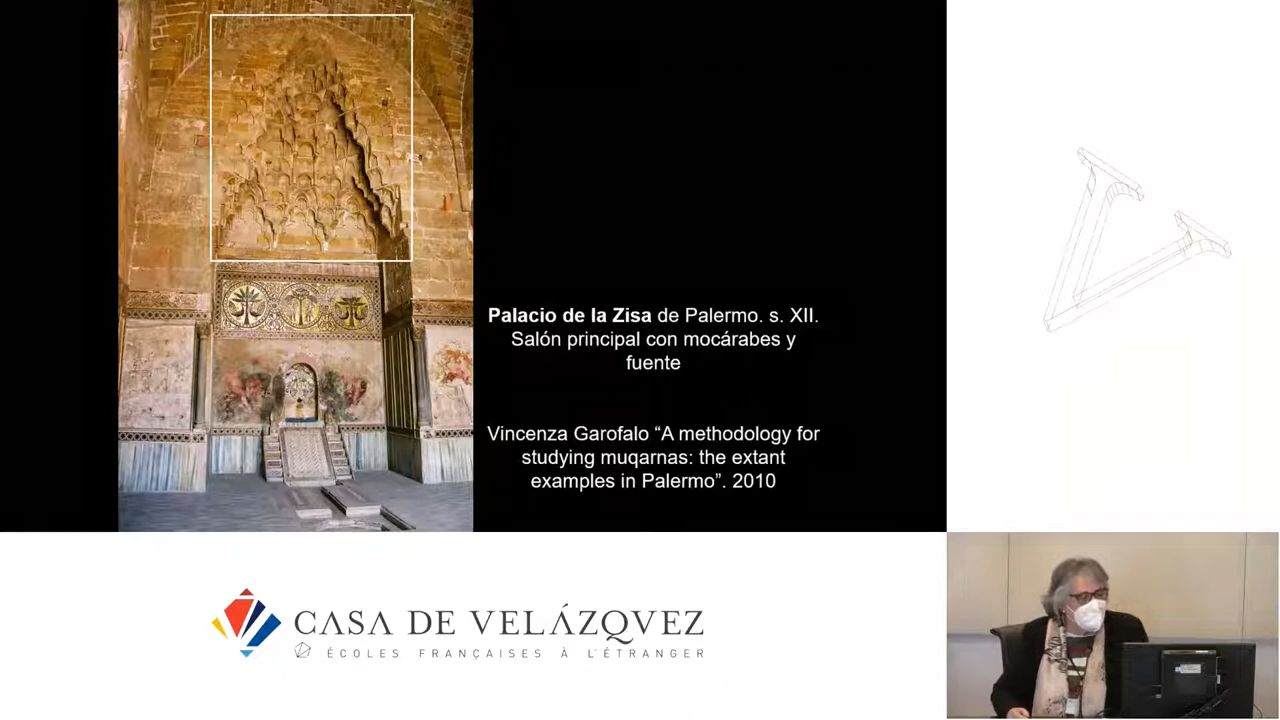 Palacio de la Zisa de Palermo. s. XII.
Salón principal con mocárabes y
fuente
Vincenza Garofalo “A methodology for
studying muqarnas: the extant
examples in Palermo”. 2010
CASA DE VELÁZQVEZ
ÉCOLES FRANÇAISES À L'ÉTRANGER